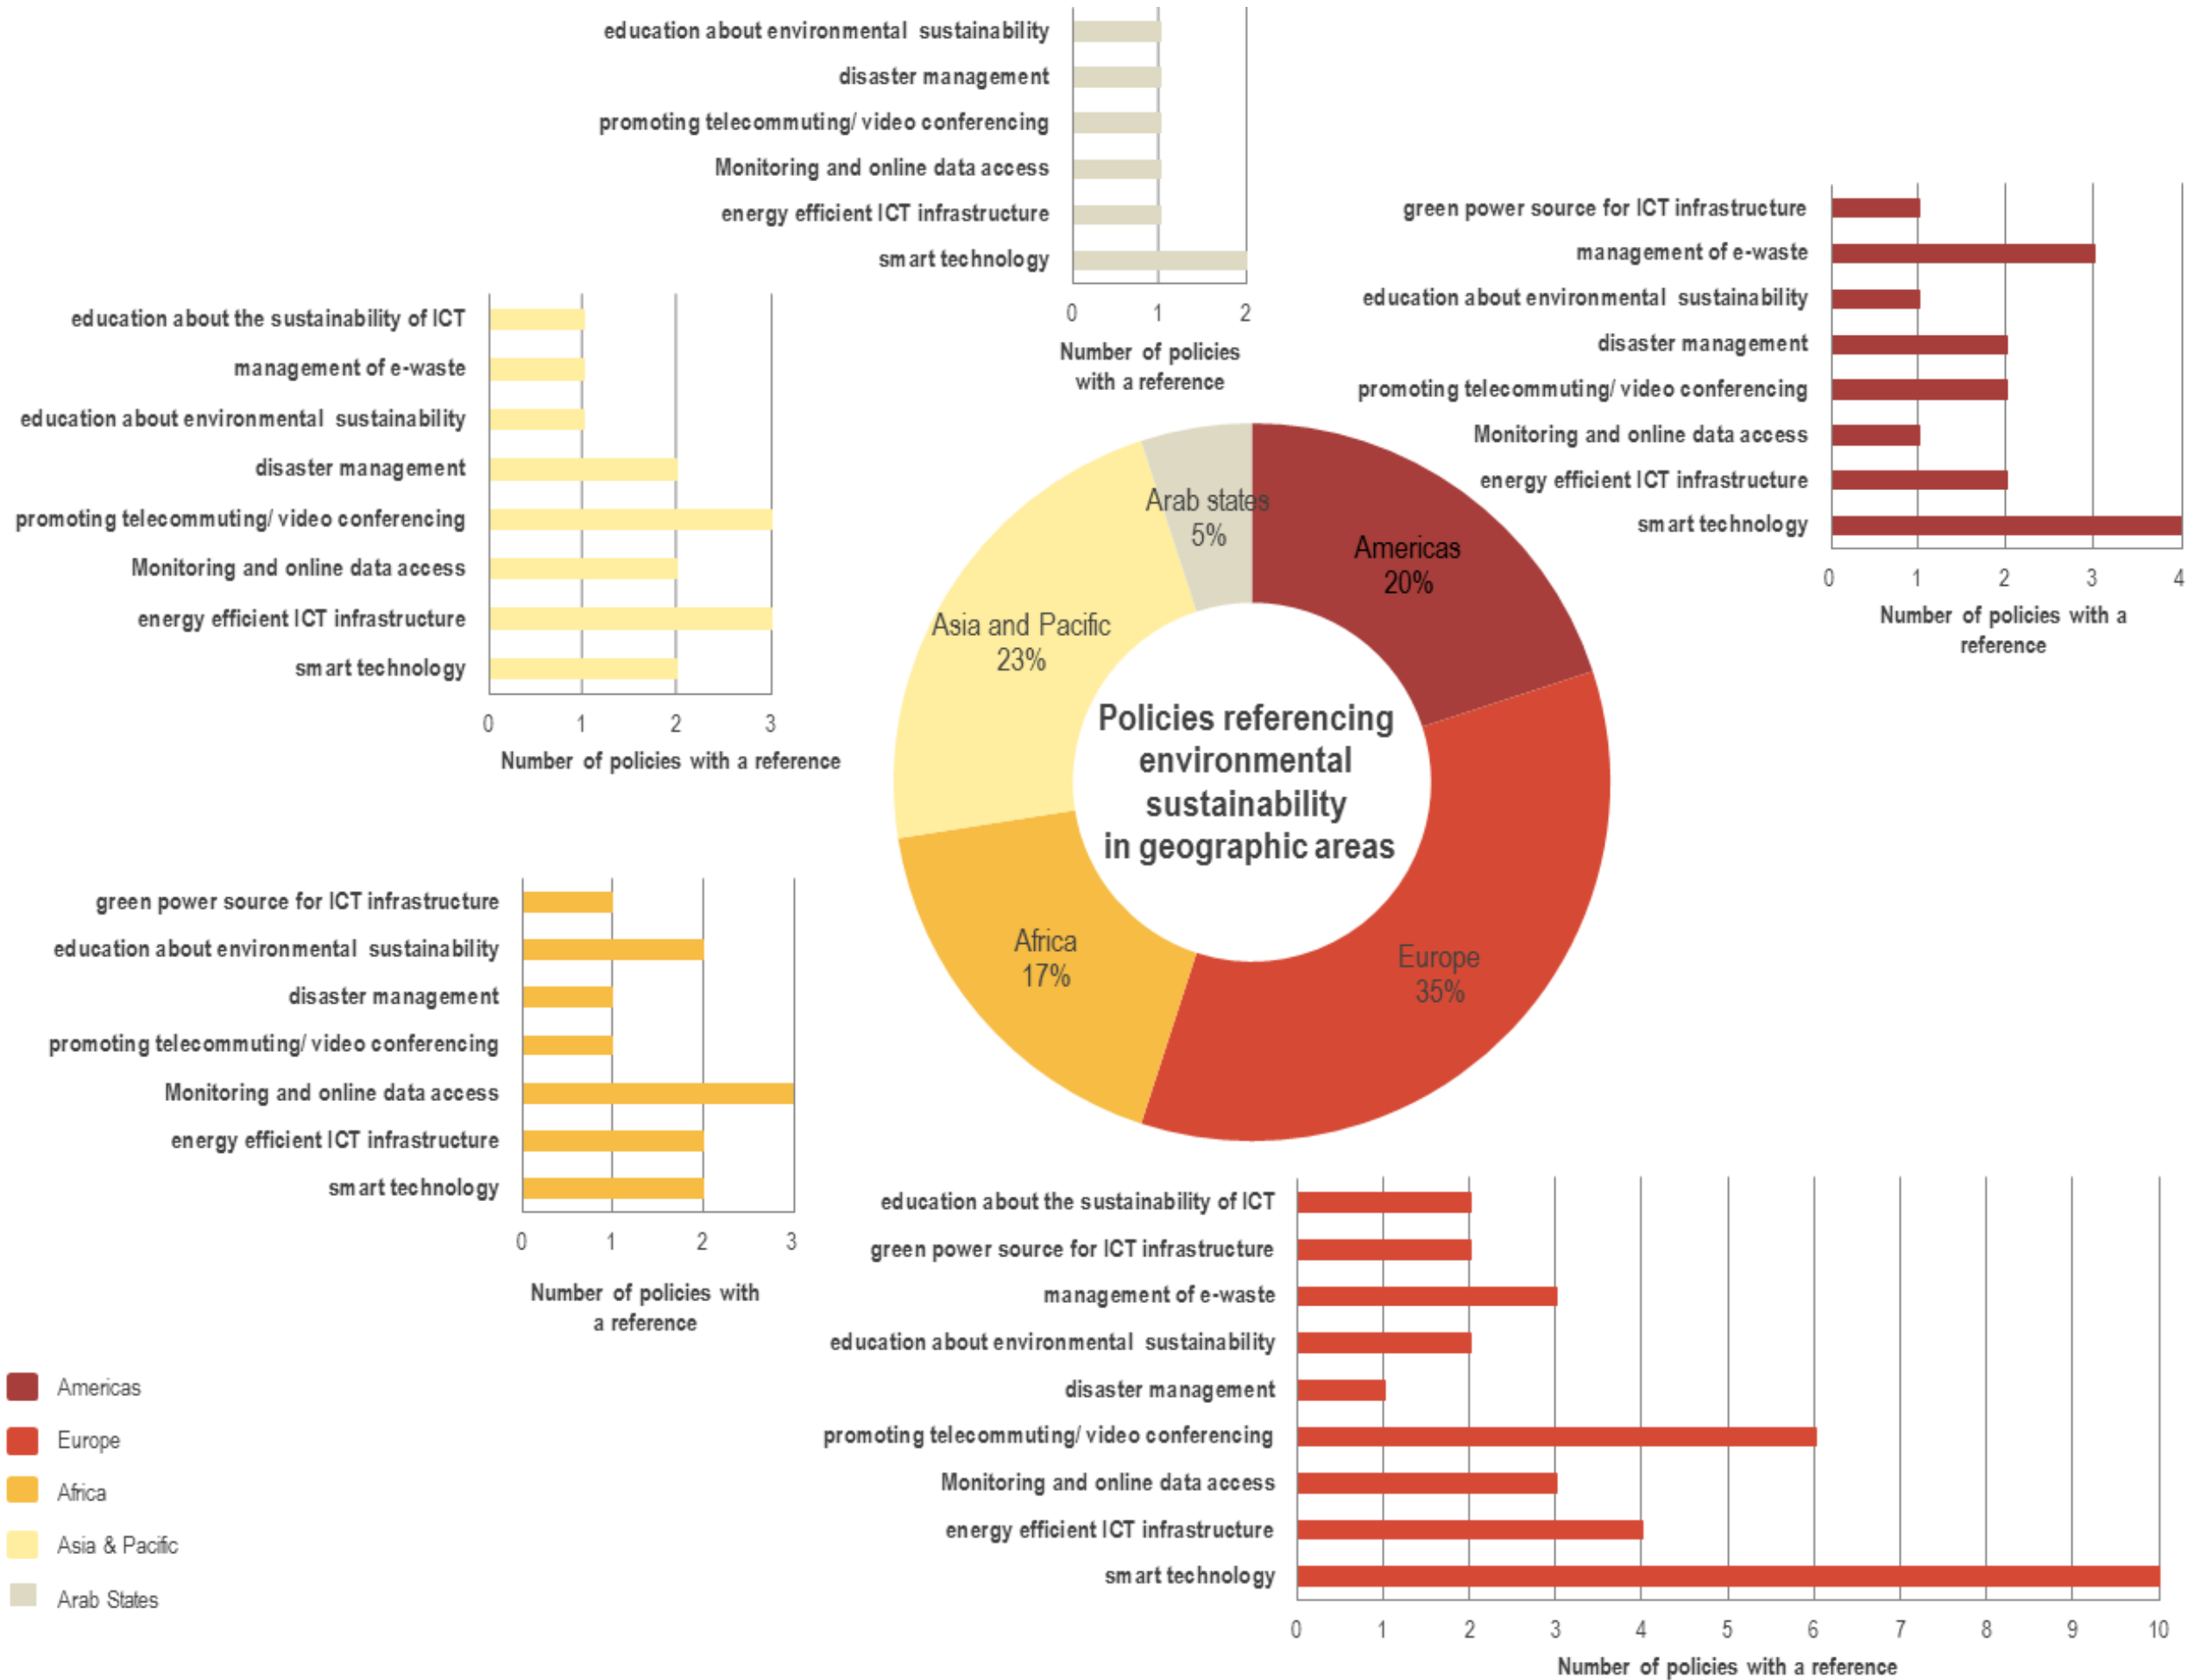 education about environmental sustainability
disaster management
promoting telecommuting/ video conferencing
Monitoring and online data access
energy efficient ICT infrastructure
smart technology
0 1 2
Number of policies
with a reference
green power source for ICT infrastructure
management of e-waste
education about environmental sustainability
disaster management
promoting telecommuting/ video conferencing
Monitoring and online data access
energy efficient ICT infrastructure
smart technology
0 1 2 3 4
Number of policies with a
reference
education about the sustainability of ICT
management of e-waste
education about environmental sustainability
disaster management
promoting telecommuting/ video conferencing
Monitoring and online data access
energy efficient ICT infrastructure
smart technology
0 1 2 3
Number of policies with a reference
Arab states
5%
Americas
20%
Asia and Pacific
23%
Policies referencing
environmental
sustainability
in geographic areas
Africa
17%
Europe
35%
green power source for ICT infrastructure
education about environmental sustainability
disaster management
promoting telecommuting/ video conferencing
Monitoring and online data access
energy efficient ICT infrastructure
smart technology
0 1 2 3
Number of policies with
a reference
education about the sustainability of ICT
green power source for ICT infrastructure
management of e-waste
education about environmental sustainability
disaster management
promoting telecommuting/ video conferencing
Monitoring and online data access
energy efficient ICT infrastructure
smart technology
0 1 2 3 4 5 6 7 8 9 10
Number of policies with a reference
Americas
Europe
Africa
Asia & Pacific
Arab States